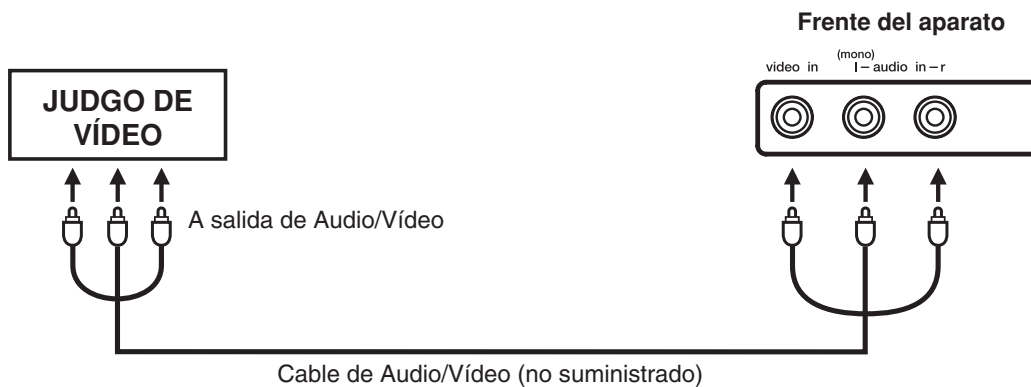 Frente del aparato
(mono)
video in l – audio in – r
JUDGO DE
VÍDEO
A salida de Audio/Vídeo
Cable de Audio/Vídeo (no suministrado)